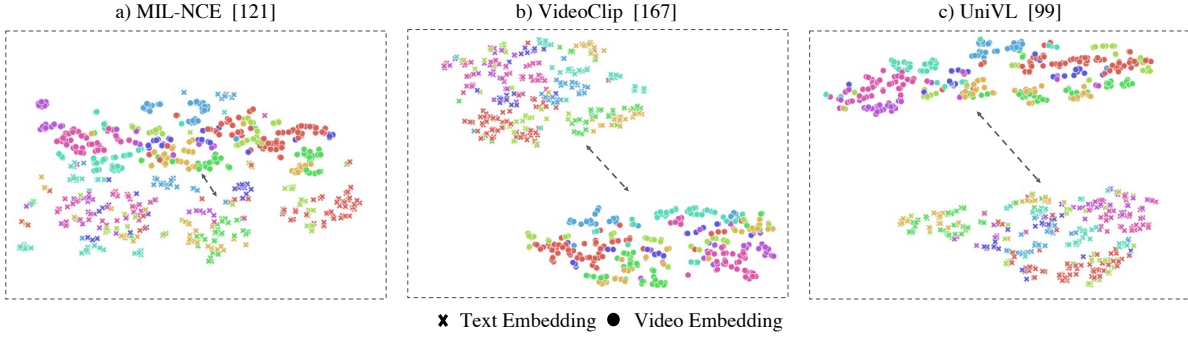 a) MIL-NCE [121]
b) VideoClip [167]
c) UniVL [99]
Text Embedding
Video Embedding